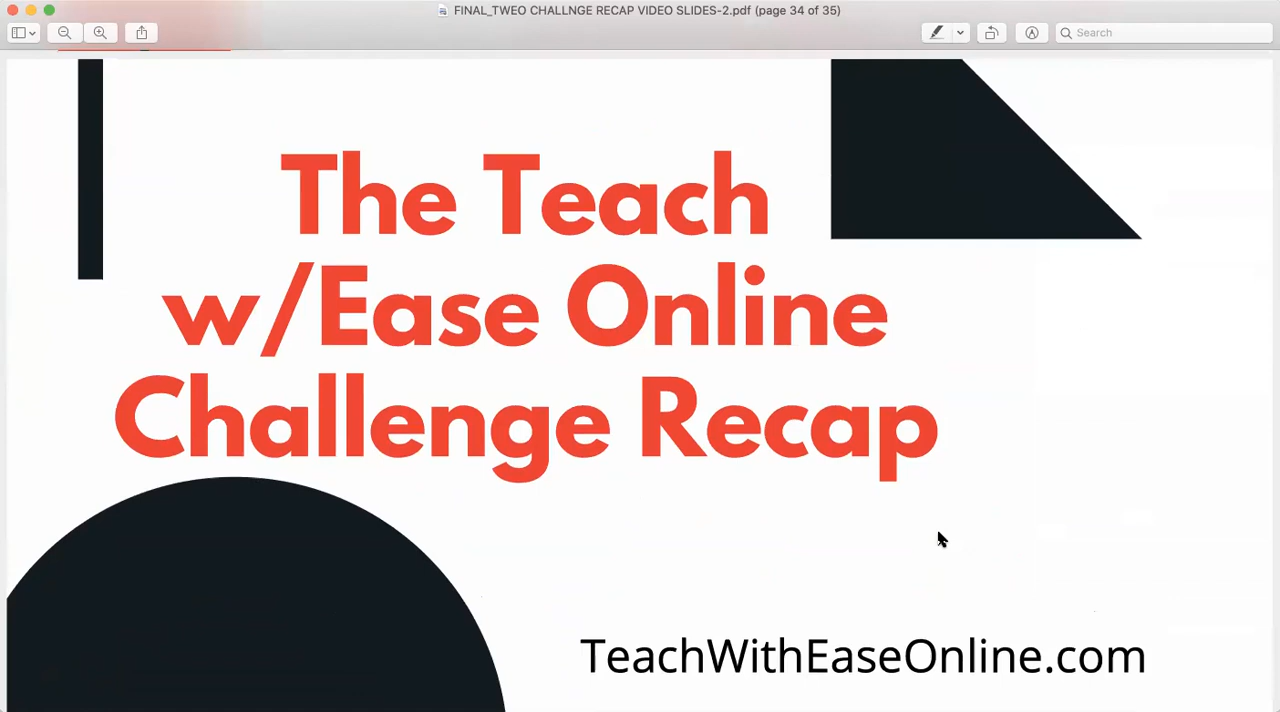 FINAL_TWEO CHALLNGE RECAP VIDEO SLIDES-2.pdf (page 34 of 35)
Search
The Teach
w/Ease Online
Challenge Recap
TeachWithEaseOnline.com